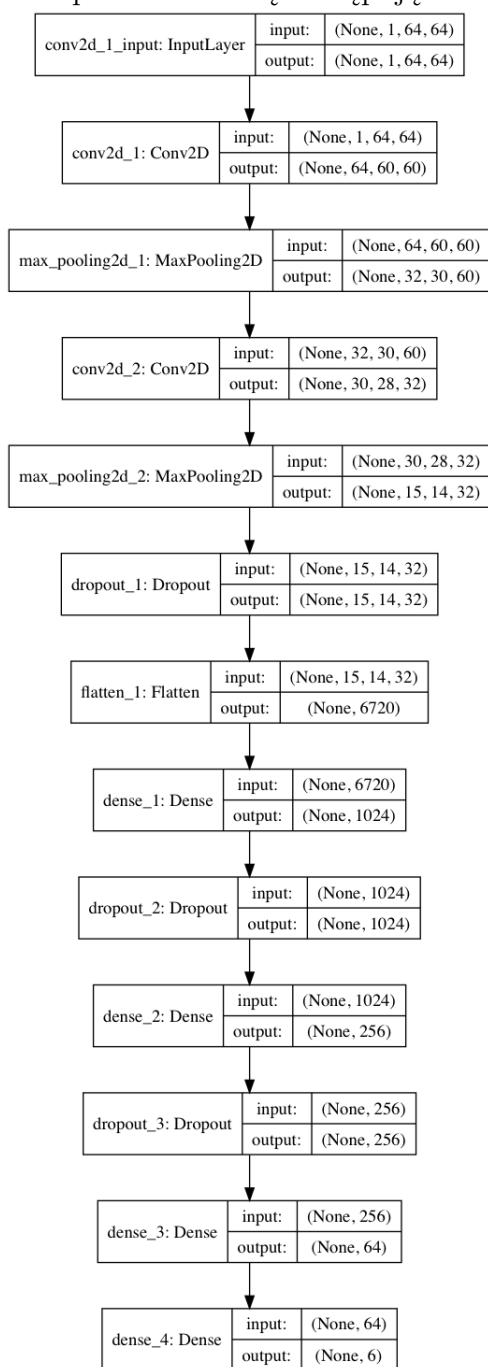 conv2d_1_input: InputLayer
input: (None, 1, 64, 64)
output: (None, 1, 64, 64)
conv2d_1: Conv2D
input: (None, 1, 64, 64)
output: (None, 64, 60, 60)
max_pooling2d_1: MaxPooling2D
input: (None, 64, 60, 60)
output: (None, 32, 30, 60)
conv2d_2: Conv2D
input: (None, 32, 30, 60)
output: (None, 30, 28, 32)
max_pooling2d_2: MaxPooling2D
input: (None, 30, 28, 32)
output: (None, 15, 14, 32)
dropout_1: Dropout
input: (None, 15, 14, 32)
output: (None, 15, 14, 32)
flatten_1: Flatten
input: (None, 15, 14, 32)
output: (None, 6720)
dense_1: Dense
input: (None, 6720)
output: (None, 1024)
dropout_2: Dropout
input: (None, 1024)
output: (None, 1024)
dense_2: Dense
input: (None, 1024)
output: (None, 256)
dropout_3: Dropout
input: (None, 256)
output: (None, 256)
dense_3: Dense
input: (None, 256)
output: (None, 64)
dense_4: Dense
input: (None, 64)
output: (None, 6)